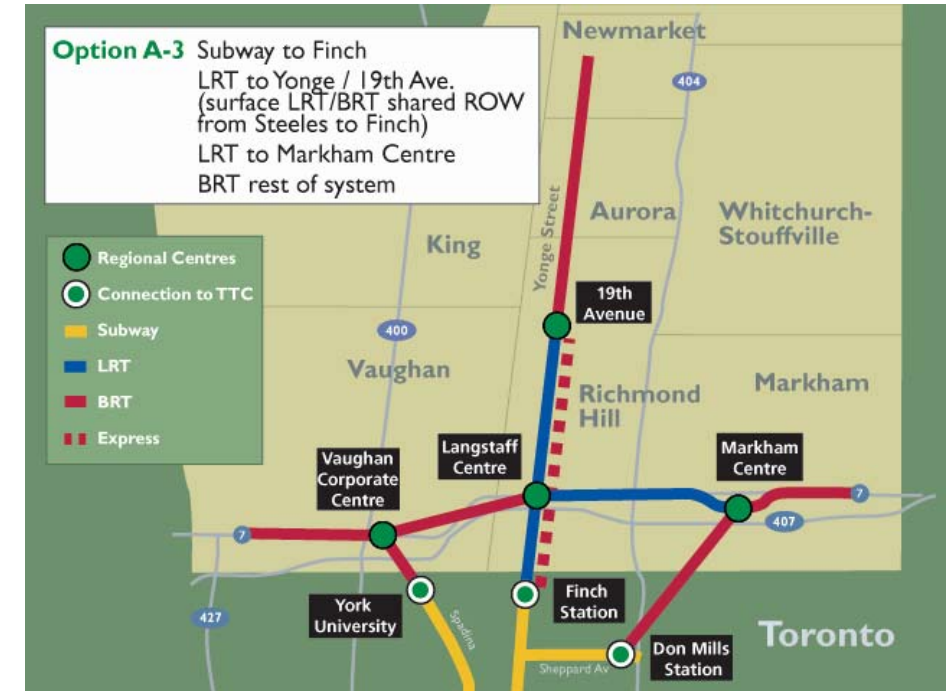 Option A-3 Subway to Finch
LRT to Yonge / 19th Ave.
(surface LRT/BRT shared ROW
from Steeles to Finch)
LRT to Markham Centre
BRT rest of system
Newmarket
404
Yonge Street
Aurora
Whitchurch-
Stouffville
King
Regional Centres
Connection to TTC
Subway
LRT
BRT
Express
19th
Avenue
400
Vaughan
Richmond
Hill
Markham
Vaughan
Corporate
Centre
Langstaff
Centre
Markham
Centre
7
7
407
427
York
University
Spadina
Finch
Station
Sheppard Av
Don Mills
Station
Toronto